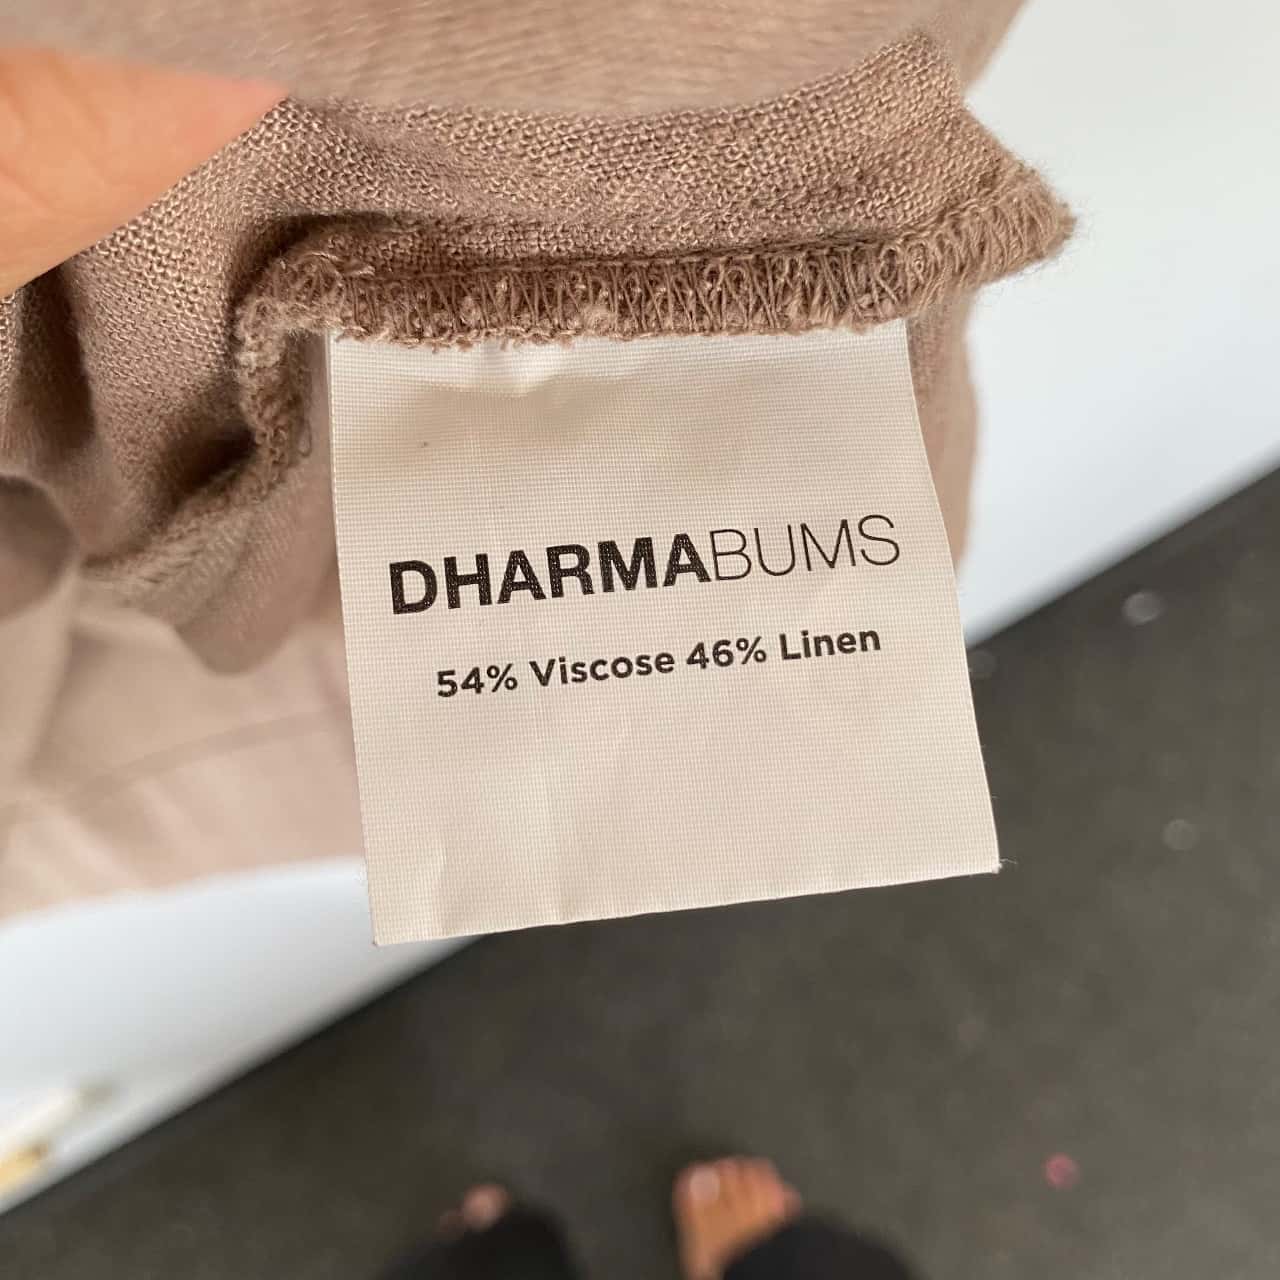 DHARMABUMS
54% Viscose 46% Linen